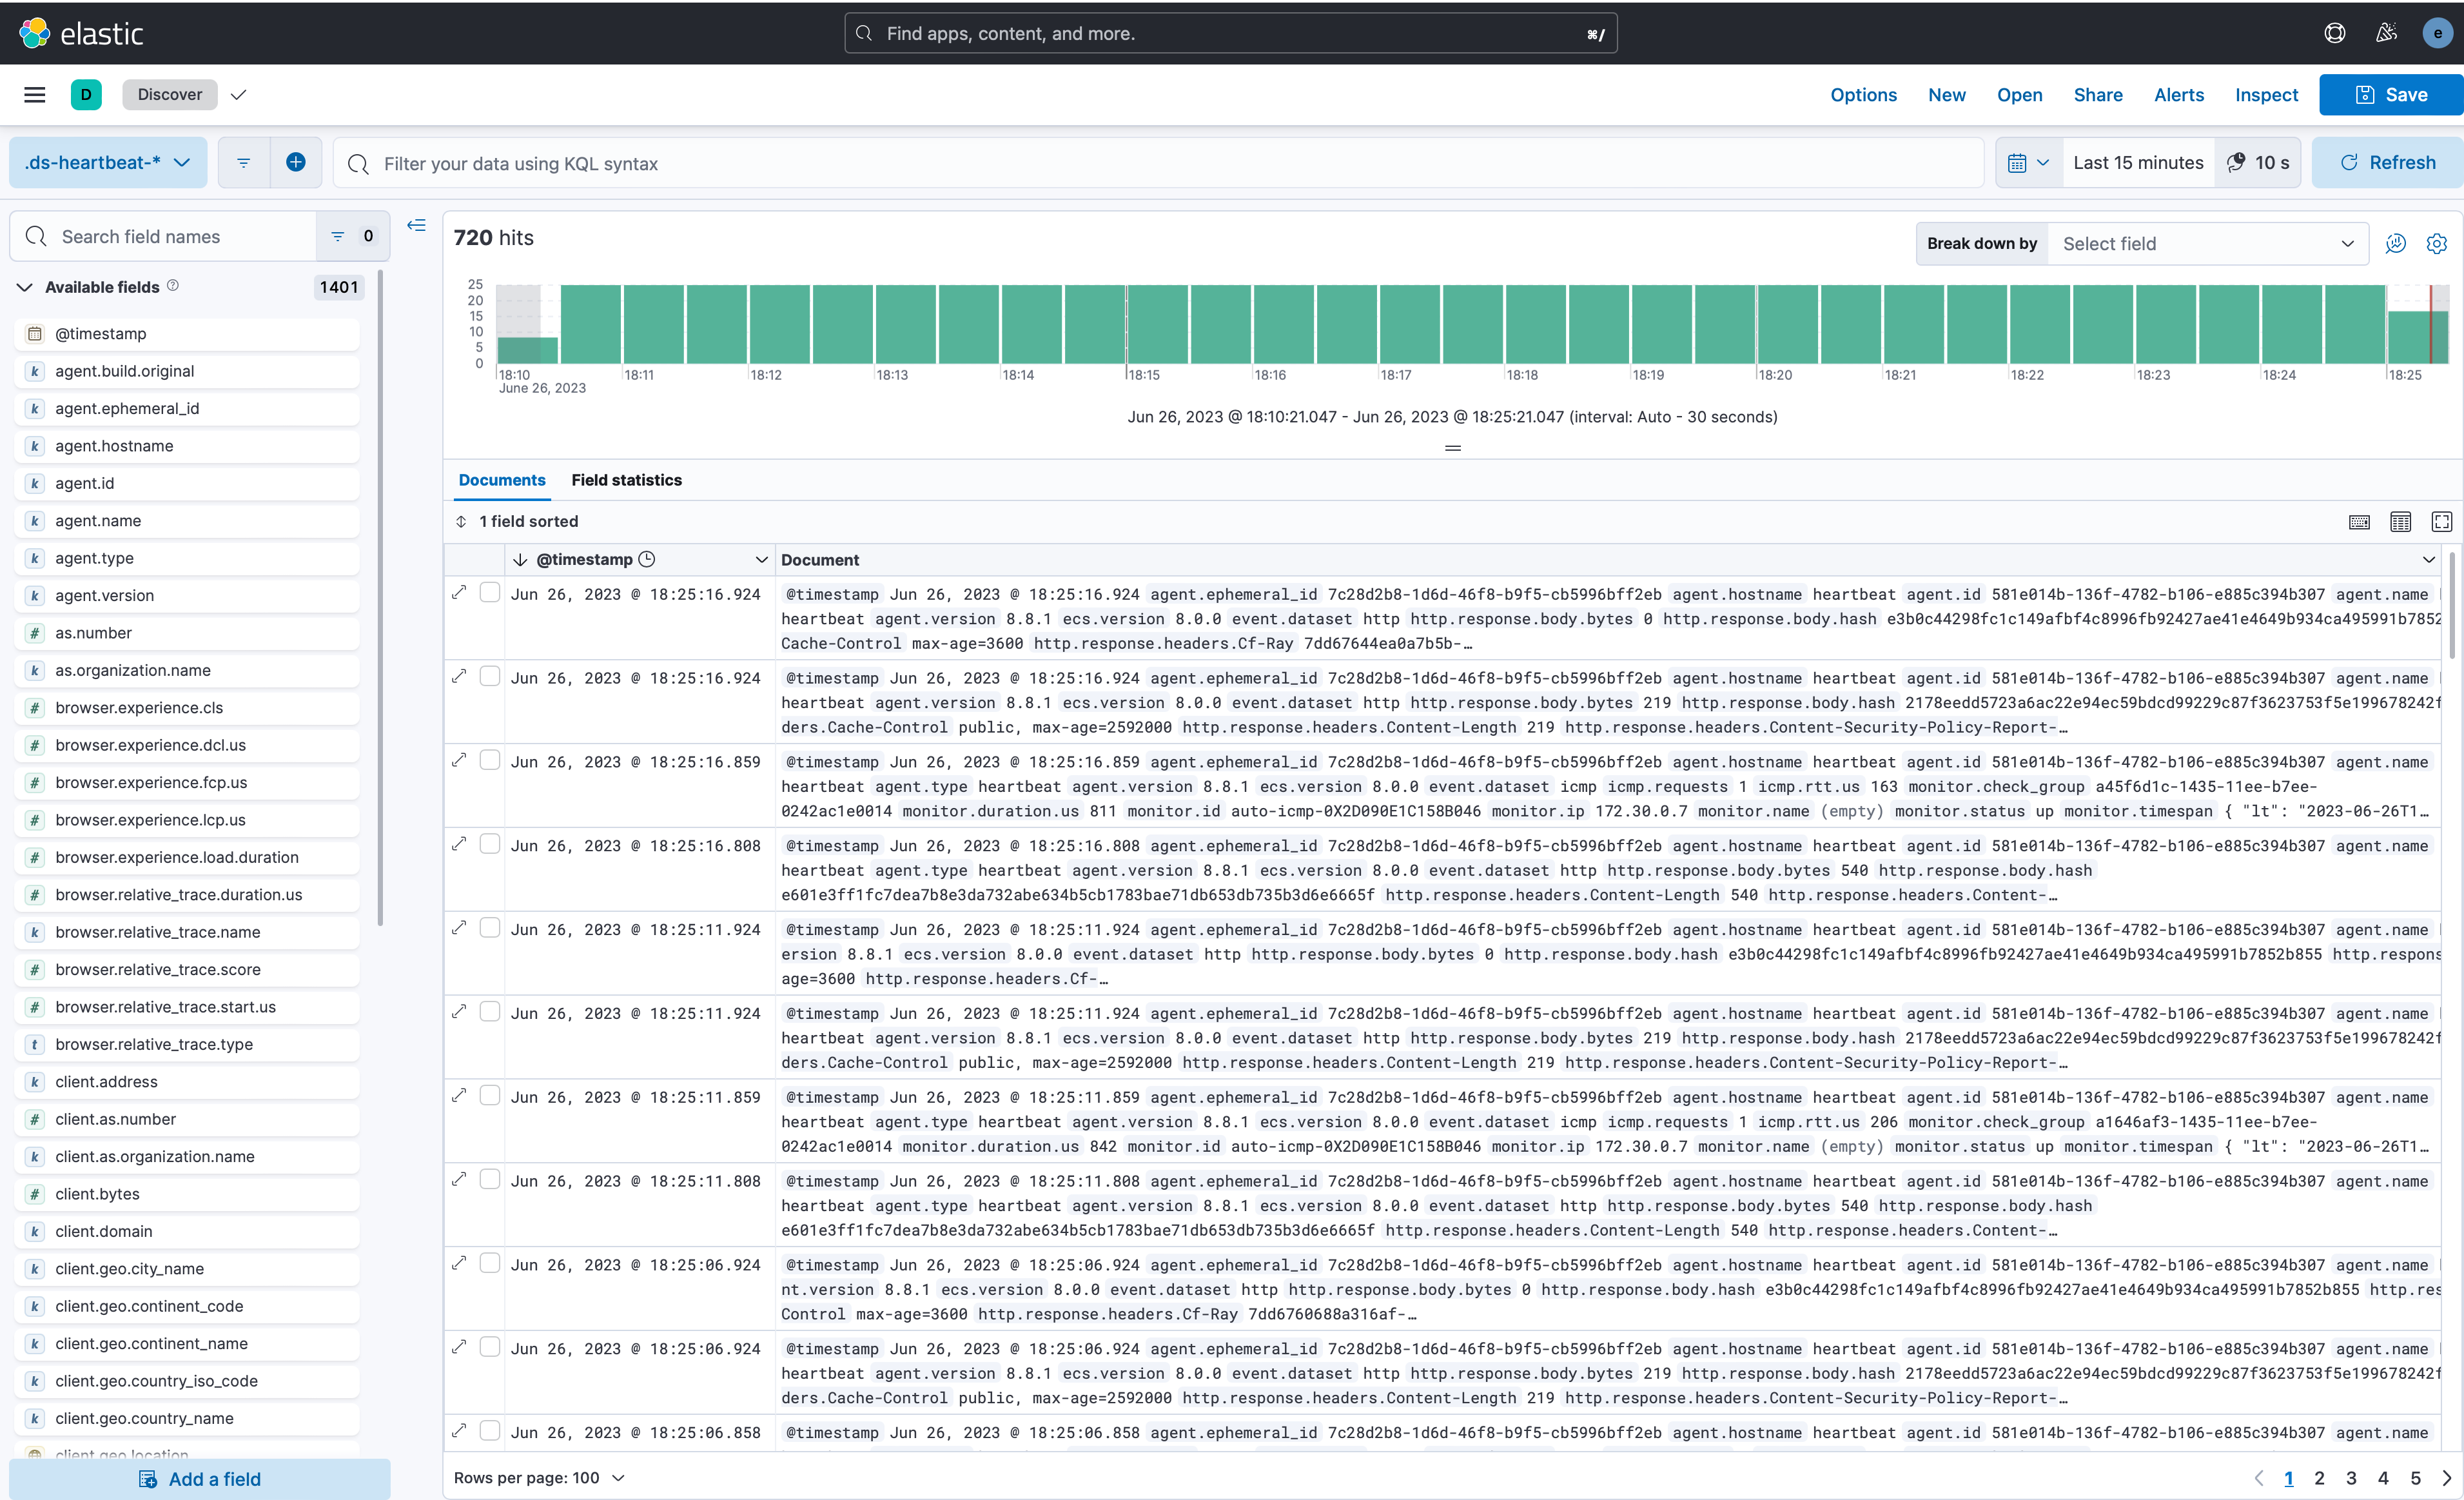 elastic
Find apps, content, and more.
⌘/
e
D
Discover
Options New Open Share Alerts Inspect Save
.ds-heartbeat-*
Filter your data using KQL syntax
Last 15 minutes
10 s
Refresh
Search field names
0
Available fields
1401
@timestamp
k agent.build.original
k agent.ephemeral_id
k agent.hostname
k agent.id
k agent.name
k agent.type
k agent.version
# as.number
k as.organization.name
# browser.experience.cls
# browser.experience.dcl.us
# browser.experience.fcp.us
# browser.experience.lcp.us
# browser.experience.load.duration
# browser.relative_trace.duration.us
k browser.relative_trace.name
# browser.relative_trace.score
# browser.relative_trace.start.us
t browser.relative_trace.type
k client.address
# client.as.number
k client.as.organization.name
# client.bytes
k client.domain
k client.geo.city_name
k client.geo.continent_code
k client.geo.continent_name
k client.geo.country_iso_code
k client.geo.country_name
client.geo.location
Add a field
720 hits
Break down by Select field
25
20
15
10
5
0
18:10 18:11 18:12 18:13 18:14 18:15 18:16 18:17 18:18 18:19 18:20 18:21 18:22 18:23 18:24 18:25
June 26, 2023
Jun 26, 2023 @ 18:10:21.047 - Jun 26, 2023 @ 18:25:21.047 (interval: Auto - 30 seconds)
Documents Field statistics
1 field sorted
@timestamp Document
Jun 26, 2023 @ 18:25:16.924 @timestamp Jun 26, 2023 @ 18:25:16.924 agent.ephemeral_id 7c28d2b8-1d6d-46f8-b9f5-cb5996bff2eb agent.hostname heartbeat agent.id 581e014b-136f-4782-b106-e885c394b307 agent.name
heartbeat agent.version 8.8.1 ecs.version 8.0.0 event.dataset http http.response.body.bytes 0 http.response.body.hash e3b0c44298fc1c149afbf4c8996fb92427ae41e4649b934ca495991b7852
Cache-Control max-age=3600 http.response.headers.Cf-Ray 7dd67644ea0a7b5b-…
Jun 26, 2023 @ 18:25:16.924 @timestamp Jun 26, 2023 @ 18:25:16.924 agent.ephemeral_id 7c28d2b8-1d6d-46f8-b9f5-cb5996bff2eb agent.hostname heartbeat agent.id 581e014b-136f-4782-b106-e885c394b307 agent.name
heartbeat agent.version 8.8.1 ecs.version 8.0.0 event.dataset http http.response.body.bytes 219 http.response.body.hash 2178eedd5723a6ac22e94ec59bdcd99229c87f3623753f5e199678242f
ders.Cache-Control public, max-age=2592000 http.response.headers.Content-Length 219 http.response.headers.Content-Security-Policy-Report-…
Jun 26, 2023 @ 18:25:16.859 @timestamp Jun 26, 2023 @ 18:25:16.859 agent.ephemeral_id 7c28d2b8-1d6d-46f8-b9f5-cb5996bff2eb agent.hostname heartbeat agent.id 581e014b-136f-4782-b106-e885c394b307 agent.name
heartbeat agent.type heartbeat agent.version 8.8.1 ecs.version 8.0.0 event.dataset icmp icmp.requests 1 icmp.rtt.us 163 monitor.check_group a45f6d1c-1435-11ee-b7ee-
0242ac1e0014 monitor.duration.us 811 monitor.id auto-icmp-0X2D090E1C158B046 monitor.ip 172.30.0.7 monitor.name (empty) monitor.status up monitor.timespan { "lt": "2023-06-26T1…
Jun 26, 2023 @ 18:25:16.808 @timestamp Jun 26, 2023 @ 18:25:16.808 agent.ephemeral_id 7c28d2b8-1d6d-46f8-b9f5-cb5996bff2eb agent.hostname heartbeat agent.id 581e014b-136f-4782-b106-e885c394b307 agent.name
heartbeat agent.type heartbeat agent.version 8.8.1 ecs.version 8.0.0 event.dataset http http.response.body.bytes 540 http.response.body.hash
e601e3ff1fc7dea7b8e3da732abe634b5cb1783bae71db653db735b3d6e6665f http.response.headers.Content-Length 540 http.response.headers.Content-…
Jun 26, 2023 @ 18:25:11.924 @timestamp Jun 26, 2023 @ 18:25:11.924 agent.ephemeral_id 7c28d2b8-1d6d-46f8-b9f5-cb5996bff2eb agent.hostname heartbeat agent.id 581e014b-136f-4782-b106-e885c394b307 agent.name
ersion 8.8.1 ecs.version 8.0.0 event.dataset http http.response.body.bytes 0 http.response.body.hash e3b0c44298fc1c149afbf4c8996fb92427ae41e4649b934ca495991b7852b855 http.respons
age=3600 http.response.headers.Cf-…
Jun 26, 2023 @ 18:25:11.924 @timestamp Jun 26, 2023 @ 18:25:11.924 agent.ephemeral_id 7c28d2b8-1d6d-46f8-b9f5-cb5996bff2eb agent.hostname heartbeat agent.id 581e014b-136f-4782-b106-e885c394b307 agent.name
heartbeat agent.version 8.8.1 ecs.version 8.0.0 event.dataset http http.response.body.bytes 219 http.response.body.hash 2178eedd5723a6ac22e94ec59bdcd99229c87f3623753f5e199678242f
ders.Cache-Control public, max-age=2592000 http.response.headers.Content-Length 219 http.response.headers.Content-Security-Policy-Report-…
Jun 26, 2023 @ 18:25:11.859 @timestamp Jun 26, 2023 @ 18:25:11.859 agent.ephemeral_id 7c28d2b8-1d6d-46f8-b9f5-cb5996bff2eb agent.hostname heartbeat agent.id 581e014b-136f-4782-b106-e885c394b307 agent.name
heartbeat agent.type heartbeat agent.version 8.8.1 ecs.version 8.0.0 event.dataset icmp icmp.requests 1 icmp.rtt.us 206 monitor.check_group a1646af3-1435-11ee-b7ee-
0242ac1e0014 monitor.duration.us 842 monitor.id auto-icmp-0X2D090E1C158B046 monitor.ip 172.30.0.7 monitor.name (empty) monitor.status up monitor.timespan { "lt": "2023-06-26T1…
Jun 26, 2023 @ 18:25:11.808 @timestamp Jun 26, 2023 @ 18:25:11.808 agent.ephemeral_id 7c28d2b8-1d6d-46f8-b9f5-cb5996bff2eb agent.hostname heartbeat agent.id 581e014b-136f-4782-b106-e885c394b307 agent.name
heartbeat agent.type heartbeat agent.version 8.8.1 ecs.version 8.0.0 event.dataset http http.response.body.bytes 540 http.response.body.hash
e601e3ff1fc7dea7b8e3da732abe634b5cb1783bae71db653db735b3d6e6665f http.response.headers.Content-Length 540 http.response.headers.Content-…
Jun 26, 2023 @ 18:25:06.924 @timestamp Jun 26, 2023 @ 18:25:06.924 agent.ephemeral_id 7c28d2b8-1d6d-46f8-b9f5-cb5996bff2eb agent.hostname heartbeat agent.id 581e014b-136f-4782-b106-e885c394b307 agent.name
nt.version 8.8.1 ecs.version 8.0.0 event.dataset http http.response.body.bytes 0 http.response.body.hash e3b0c44298fc1c149afbf4c8996fb92427ae41e4649b934ca495991b7852b855 http.res
Control max-age=3600 http.response.headers.Cf-Ray 7dd6760688a316af-…
Jun 26, 2023 @ 18:25:06.924 @timestamp Jun 26, 2023 @ 18:25:06.924 agent.ephemeral_id 7c28d2b8-1d6d-46f8-b9f5-cb5996bff2eb agent.hostname heartbeat agent.id 581e014b-136f-4782-b106-e885c394b307 agent.name
heartbeat agent.version 8.8.1 ecs.version 8.0.0 event.dataset http http.response.body.bytes 219 http.response.body.hash 2178eedd5723a6ac22e94ec59bdcd99229c87f3623753f5e199678242f
ders.Cache-Control public, max-age=2592000 http.response.headers.Content-Length 219 http.response.headers.Content-Security-Policy-Report-…
Jun 26, 2023 @ 18:25:06.858 @timestamp Jun 26, 2023 @ 18:25:06.858 agent.ephemeral_id 7c28d2b8-1d6d-46f8-b9f5-cb5996bff2eb agent.hostname heartbeat agent.id 581e014b-136f-4782-b106-e885c394b307 agent.name
Rows per page: 100
1 2 3 4 5